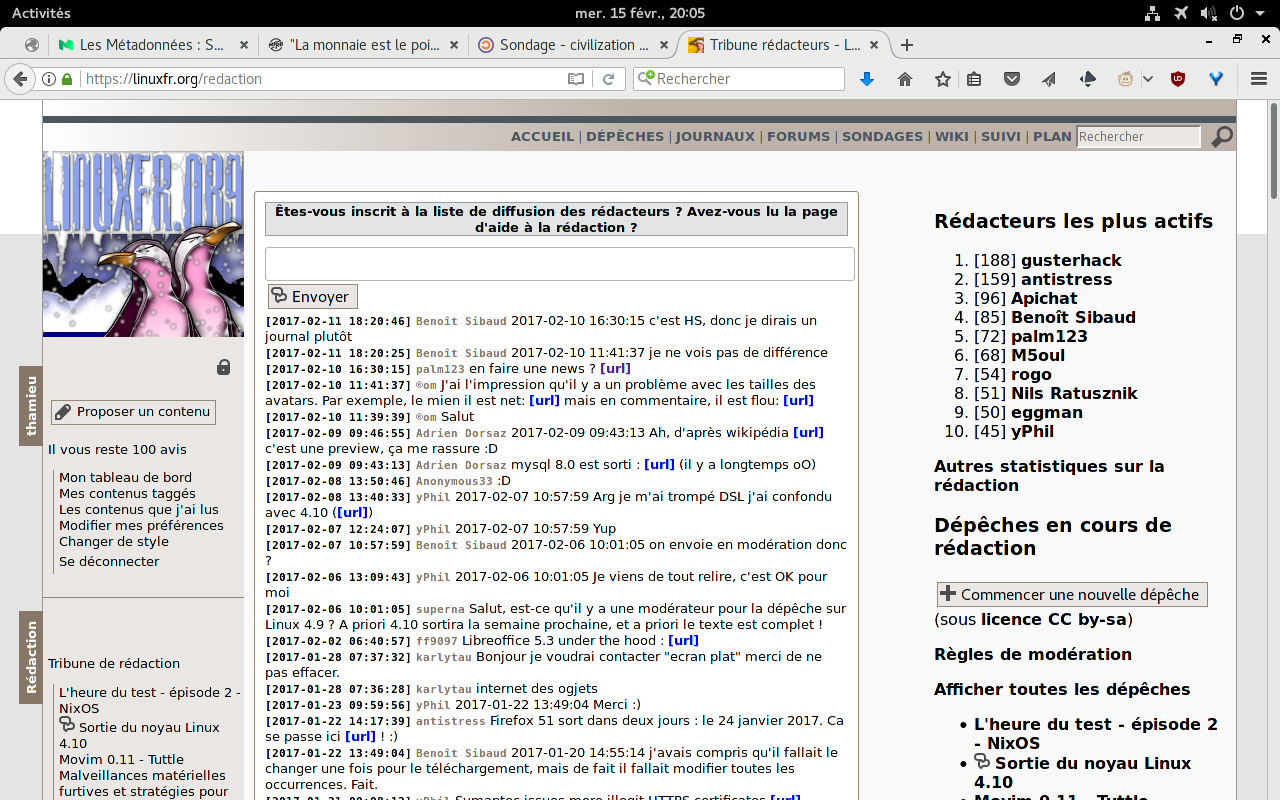 Activités
mer. 15 févr., 20:05
Les Métadonnées : S...
"La monnaie est le poi...
Sondage - civilization ...
Tribune rédacteurs - L...
https://linuxfr.org/redaction
Rechercher
ACCUEIL | DÉPÊCHES | JOURNAUX | FORUMS | SONDAGES | WIKI | SUIVI | PLAN
Rechercher
LINUXFR.ORG
thamieu
Proposer un contenu
Il vous reste 100 avis
Mon tableau de bord
Mes contenus taggés
Les contenus que j'ai lus
Modifier mes préférences
Changer de style
Se déconnecter
Rédaction
Tribune de rédaction
L'heure du test - épisode 2 -
NixOS
Sortie du noyau Linux
4.10
Movim 0.11 - Tuttle
Malveillances matérielles
furtives et stratégies pour
Êtes-vous inscrit à la liste de diffusion des rédacteurs ? Avez-vous lu la page
d'aide à la rédaction ?
Envoyer
[2017-02-11 18:20:46] Benoît Sibaud 2017-02-10 16:30:15 c'est HS, donc je dirais un
journal plutôt
[2017-02-11 18:20:25] Benoît Sibaud 2017-02-10 11:41:37 je ne vois pas de différence
[2017-02-10 16:30:15] palm123 en faire une news ? [url]
[2017-02-10 11:41:37] ®om J'ai l'impression qu'il y a un problème avec les tailles des
avatars. Par exemple, le mien il est net: [url] mais en commentaire, il est flou: [url]
[2017-02-10 11:39:39] ®om Salut
[2017-02-09 09:46:55] Adrien Dorsaz 2017-02-09 09:43:13 Ah, d'après wikipédia [url]
c'est une preview, ça me rassure :D
[2017-02-09 09:43:13] Adrien Dorsaz mysql 8.0 est sorti : [url] (il y a longtemps oO)
[2017-02-08 13:50:46] Anonymous33 :D
[2017-02-08 13:40:33] yPhil 2017-02-07 10:57:59 Arg je m'ai trompé DSL j'ai confondu
avec 4.10 ([url])
[2017-02-07 12:24:07] yPhil 2017-02-07 10:57:59 Yup
[2017-02-07 10:57:59] Benoît Sibaud 2017-02-06 10:01:05 on envoie en modération donc
?
[2017-02-06 13:09:43] yPhil 2017-02-06 10:01:05 Je viens de tout relire, c'est OK pour
moi
[2017-02-06 10:01:05] superna Salut, est-ce qu'il y a une modérateur pour la dépêche sur
Linux 4.9 ? A priori 4.10 sortira la semaine prochaine, et a priori le texte est complet !
[2017-02-02 06:40:57] ff9097 Libreoffice 5.3 under the hood : [url]
[2017-01-28 07:37:32] karlytau Bonjour je voudrai contacter "ecran plat" merci de ne
pas effacer.
[2017-01-28 07:36:28] karlytau internet des ogjets
[2017-01-23 09:59:56] yPhil 2017-01-22 13:49:04 Merci :)
[2017-01-22 14:17:39] antistress Firefox 51 sort dans deux jours : le 24 janvier 2017. Ca
se passe ici [url] ! :)
[2017-01-22 13:49:04] Benoît Sibaud 2017-01-20 14:55:14 j'avais compris qu'il fallait le
changer une fois pour le téléchargement, mais de fait il fallait modifier toutes les
occurrences. Fait.
yPhil Symantec issues more illegit HTTPS certificates [url]
Rédacteurs les plus actifs
1. [188] gusterhack
2. [159] antistress
3. [96] Apichat
4. [85] Benoît Sibaud
5. [72] palm123
6. [68] M5oul
7. [54] rogo
8. [51] Nils Ratusznik
9. [50] eggman
10. [45] yPhil
Autres statistiques sur la
rédaction
Dépêches en cours de
rédaction
Commencer une nouvelle dépêche
(sous licence CC by-sa)
Règles de modération
Afficher toutes les dépêches
• L'heure du test - épisode 2
- NixOS
• Sortie du noyau Linux
4.10
• Movim 0.11 - Tuttle